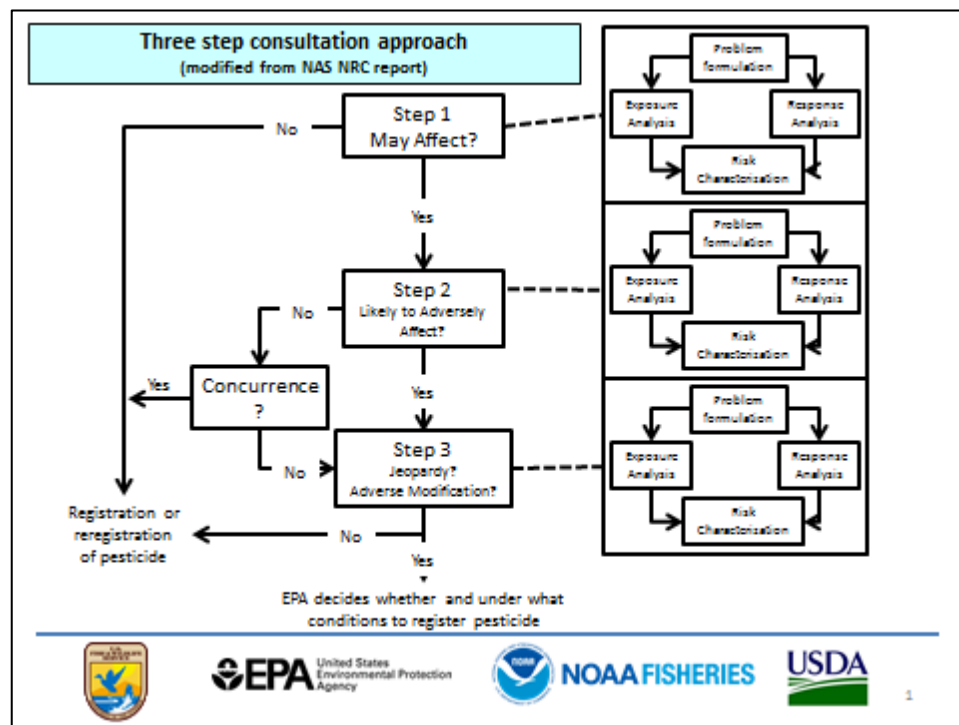 Three step consultation approach
(modified from NAS NRC report)
Step 1
May Affect?
No
Yes
Step 2
Likely to Adversely
Affect?
No
Concurrence
?
Yes
No
Yes
Step 3
Jeopardy?
Adverse Modification?
No
Registration or
reregistration
of pesticide
Yes
EPA decides whether and under what
conditions to register pesticide
Problem
formulation
Exposure
Analysis
Response
Analysis
Risk
Characterization
Problem
formulation
Exposure
Analysis
Response
Analysis
Risk
Characterization
Problem
formulation
Exposure
Analysis
Response
Analysis
Risk
Characterization
U.S.
FISH & WILDLIFE
SERVICE
EPA
United States
Environmental Protection
Agency
NOAA
NOAA FISHERIES
USDA
1